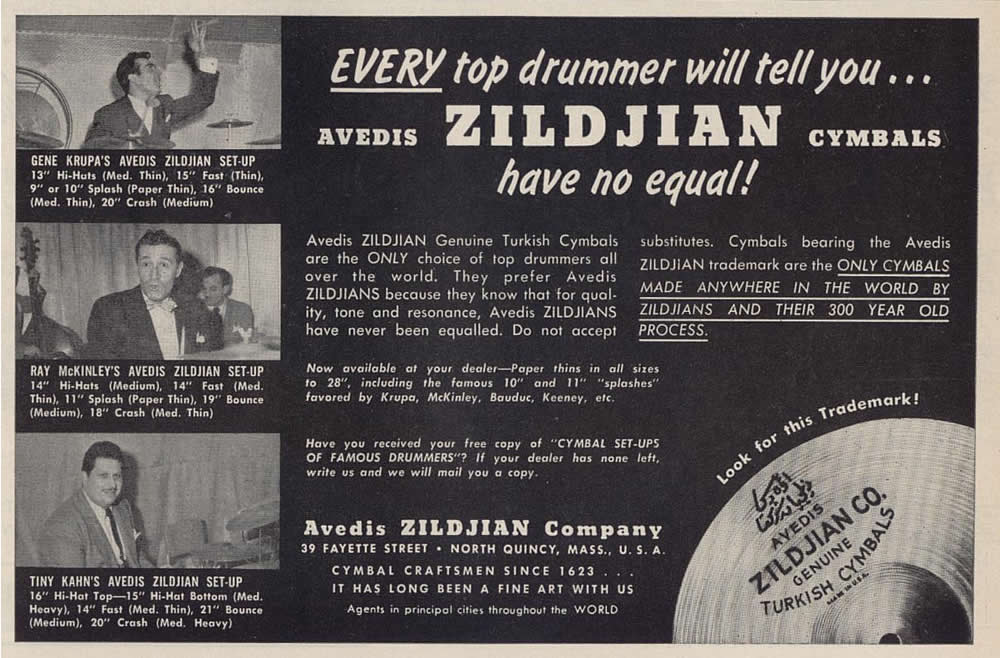 EVERY top drummer will tell you...
AVEDIS ZILDJIAN CYMBALS
have no equal!
GENE KRUPA'S AVEDIS ZILDJIAN SET-UP
13" Hi-Hats (Med. Thin), 15" Fast (Thin),
9" or 10" Splash (Paper Thin), 16" Bounce
(Med. Thin), 20" Crash (Medium)
RAY McKINLEY'S AVEDIS ZILDJIAN SET-UP
14" Hi-Hats (Medium), 14" Fast (Med.
Thin), 11" Splash (Paper Thin), 19" Bounce
(Medium), 18" Crash (Med. Thin)
TINY KAHN'S AVEDIS ZILDJIAN SET-UP
16" Hi-Hat Top—15" Hi-Hat Bottom (Med.
Heavy), 14" Fast (Med. Thin), 21" Bounce
(Medium), 20" Crash (Med. Heavy)
Avedis ZILDJIAN Genuine Turkish Cymbals
are the ONLY choice of top drummers all
over the world. They prefer Avedis
ZILDJIANS because they know that for qual-
ity, tone and resonance, Avedis ZILDJIANS
have never been equalled. Do not accept
substitutes. Cymbals bearing the Avedis
ZILDJIAN trademark are the ONLY CYMBALS
MADE ANYWHERE IN THE WORLD BY
ZILDJIANS AND THEIR 300 YEAR OLD
PROCESS.
Now available at your dealer—Paper thins in all sizes
to 28", including the famous 10" and 11" "splashes"
favored by Krupa, McKinley, Bauduc, Keeney, etc.
Have you received your free copy of "CYMBAL SET-UPS
OF FAMOUS DRUMMERS"? If your dealer has none left,
write us and we will mail you a copy.
Avedis ZILDJIAN Company
39 FAYETTE STREET • NORTH QUINCY, MASS., U. S. A.
CYMBAL CRAFTSMEN SINCE 1623 . . .
IT HAS LONG BEEN A FINE ART WITH US
Agents in principal cities throughout the WORLD
Look for this Trademark!
AVEDIS
ZILDJIAN CO.
GENUINE
TURKISH CYMBALS
MADE IN U.S.A.